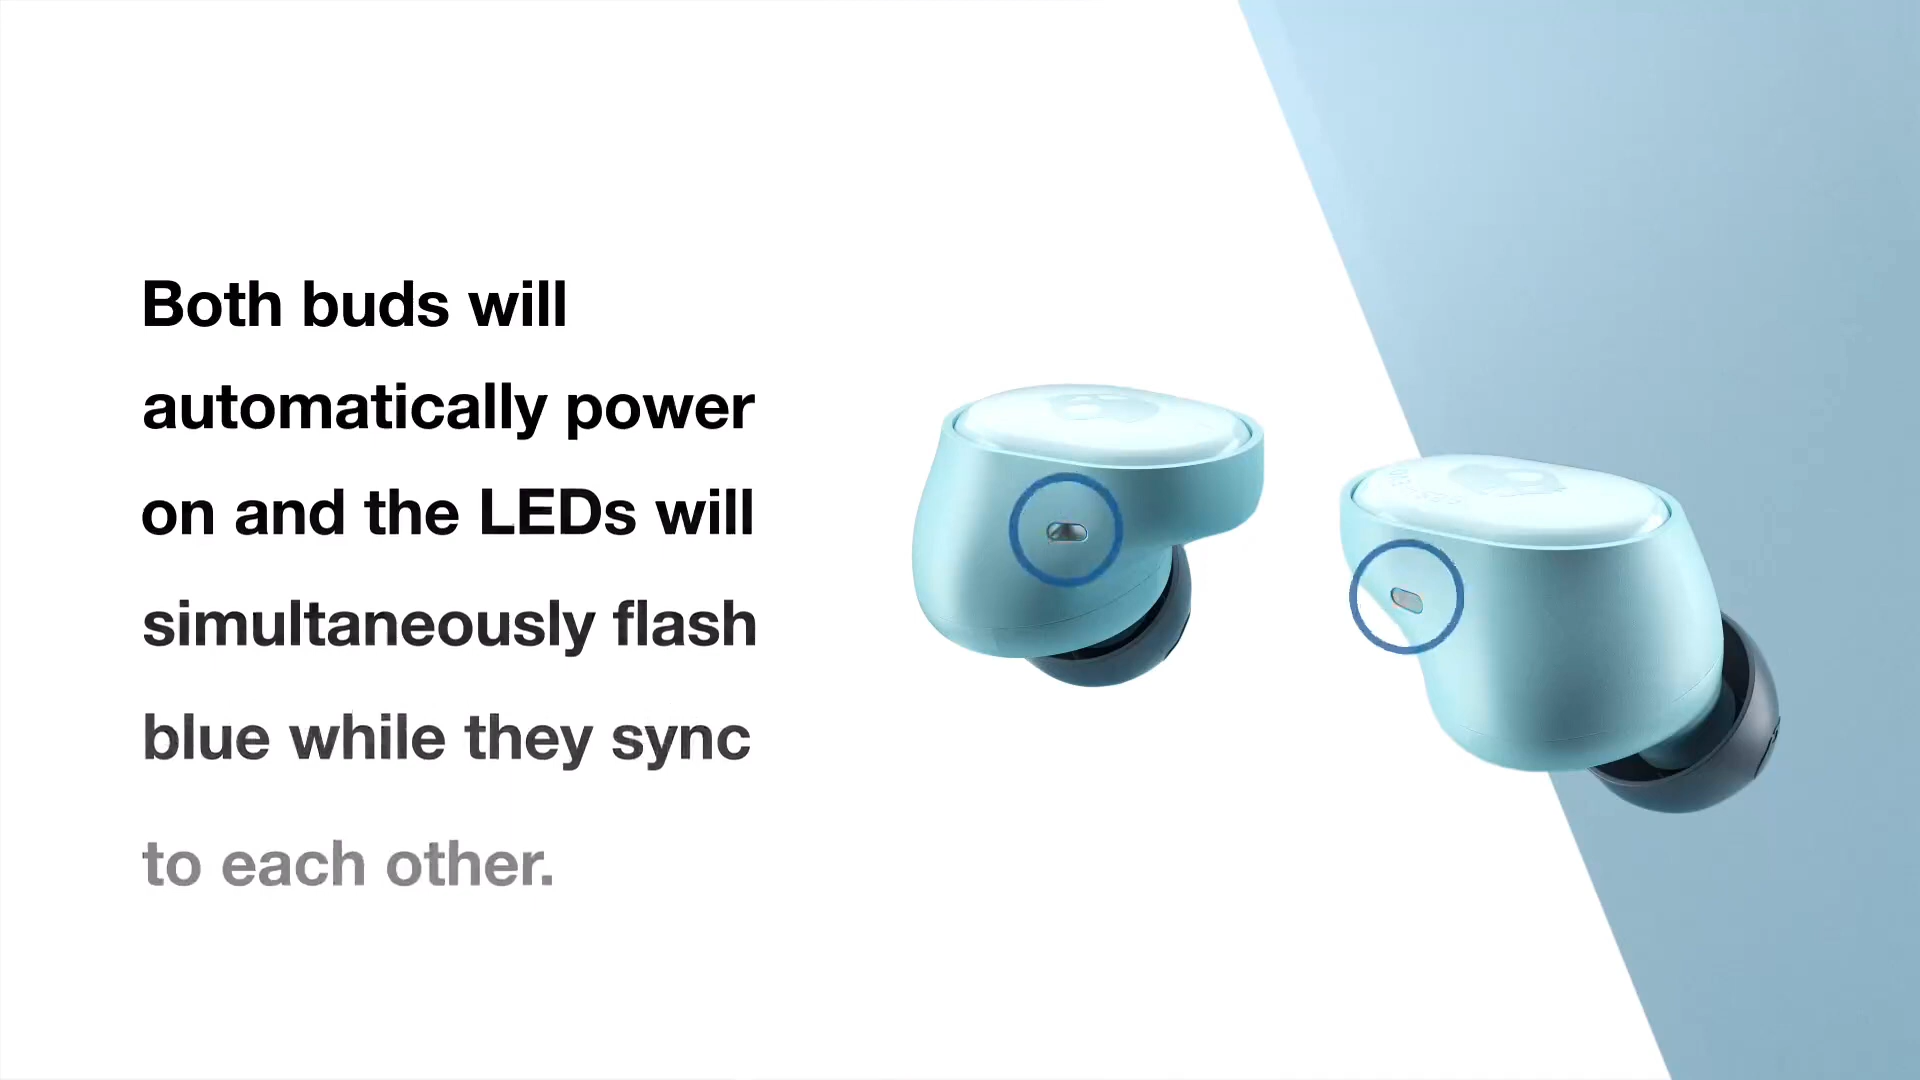 Both buds will
automatically power
on and the LEDs will
simultaneously flash
blue while they sync
to each other.